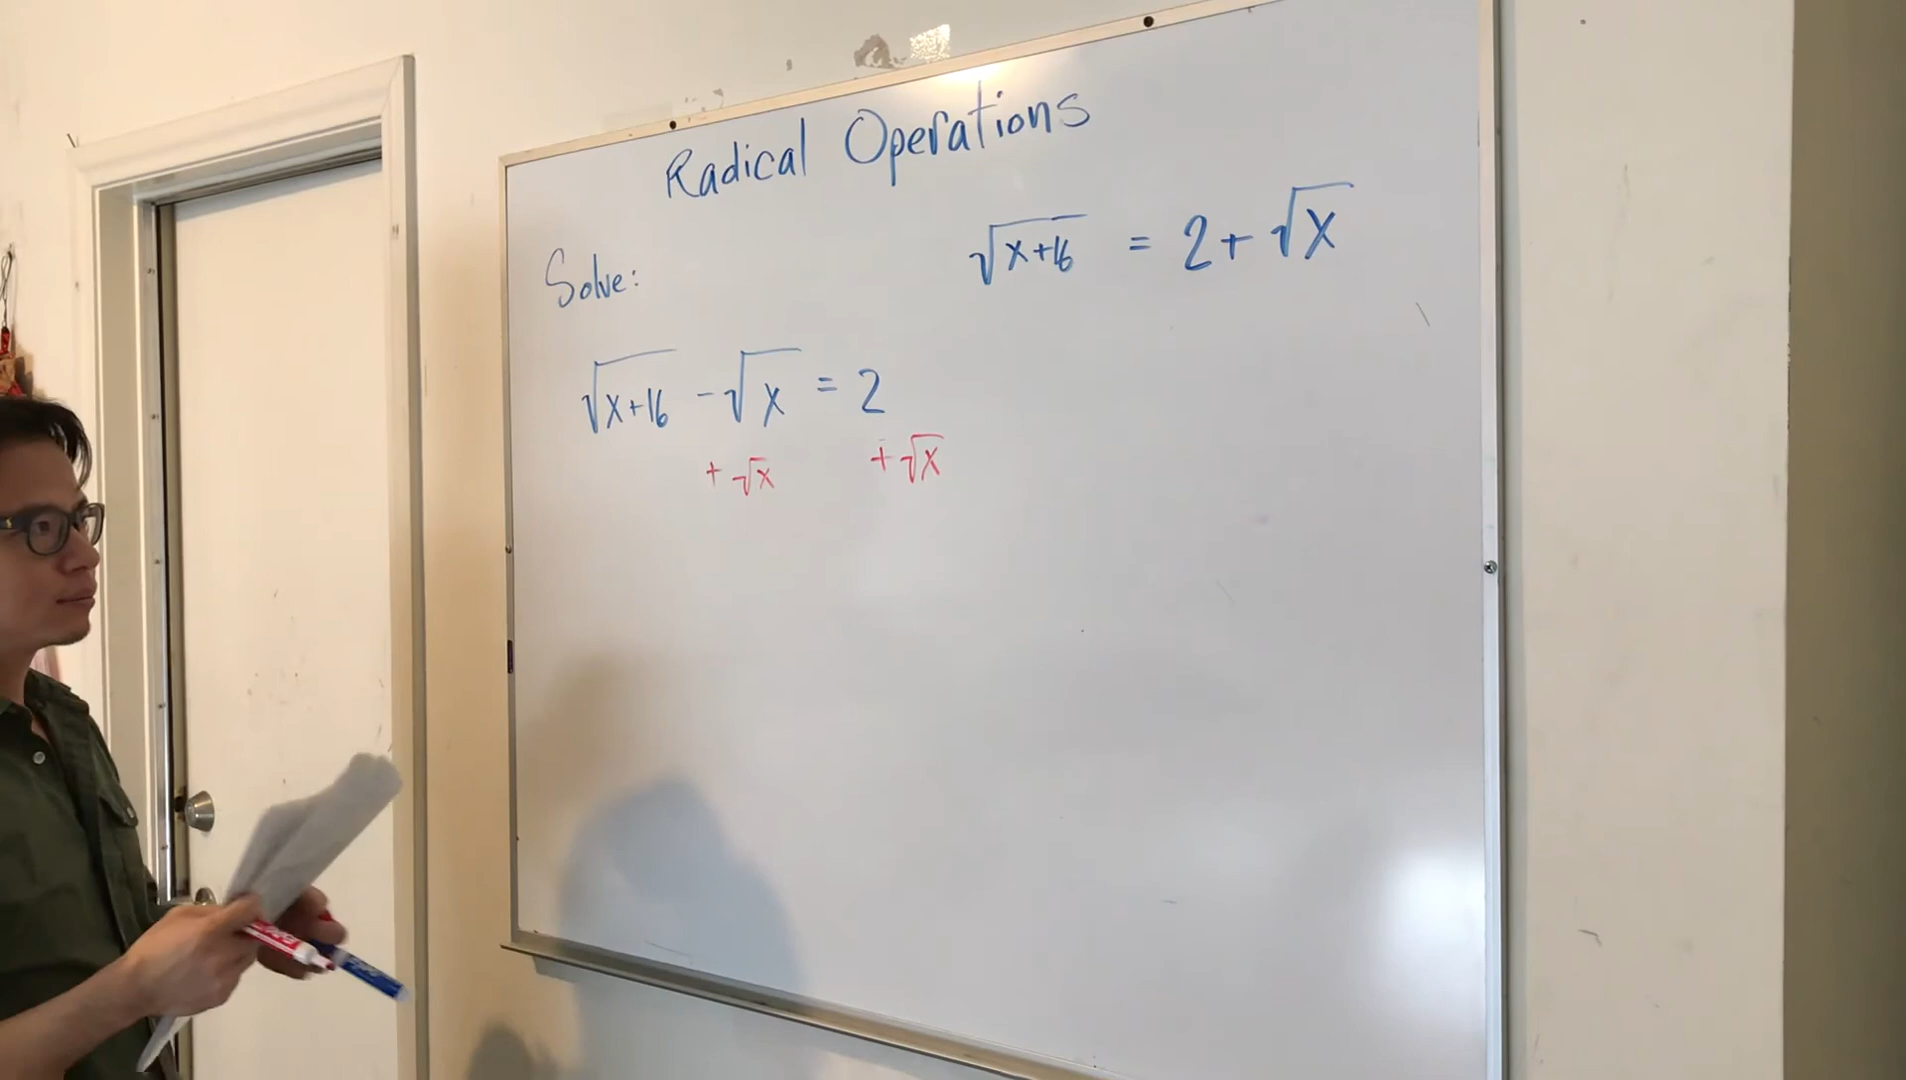 Radical Operations
Solve:
√x+16 - √x = 2
+ √x + √x
√x+16 = 2 + √x